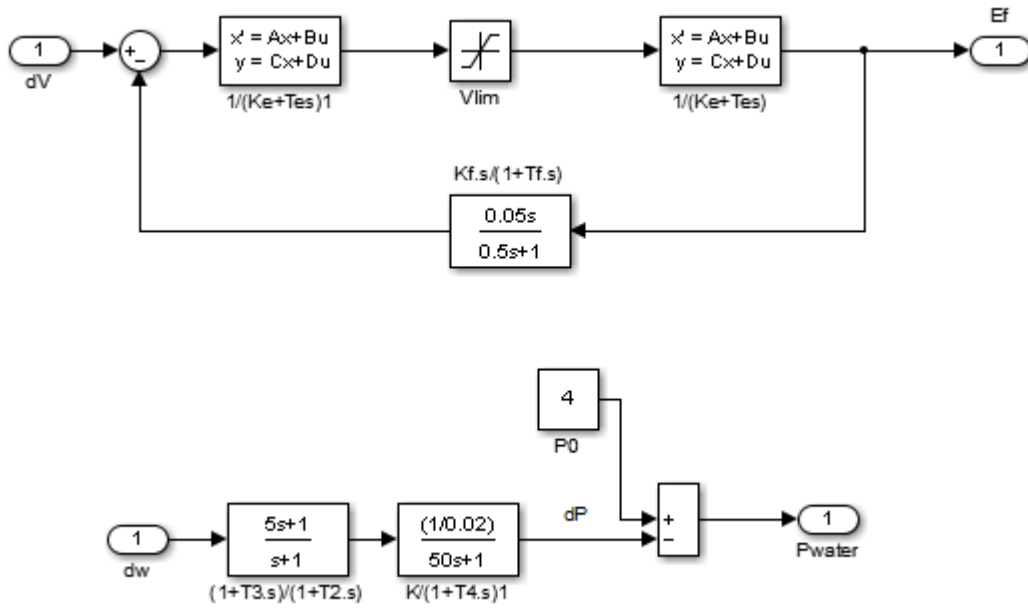 Ef
1
dV
+
-
x' = Ax+Bu
y = Cx+Du
1/(Ke+Tes)1
Vlim
x' = Ax+Bu
y = Cx+Du
1/(Ke+Tes)
1
Kf.s/(1+Tf.s)
0.05s
0.5s+1
4
P0
1
dw
5s+1
s+1
(1+T3.s)/(1+T2.s)
(1/0.02)
50s+1
K/(1+T4.s)1
dP
+
−
1
Pwater